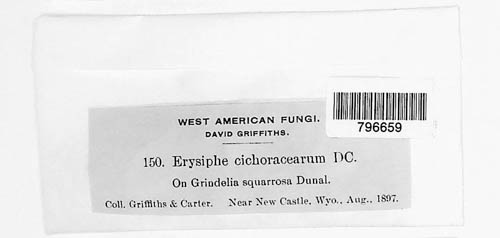 WEST AMERICAN FUNGI.
DAVID GRIFFITHS.
796659
150. Erysiphe cichoracearum DC.
On Grindelia squarrosa Dunal.
Coll. Griffiths & Carter. Near New Castle, Wyo., Aug., 1897.